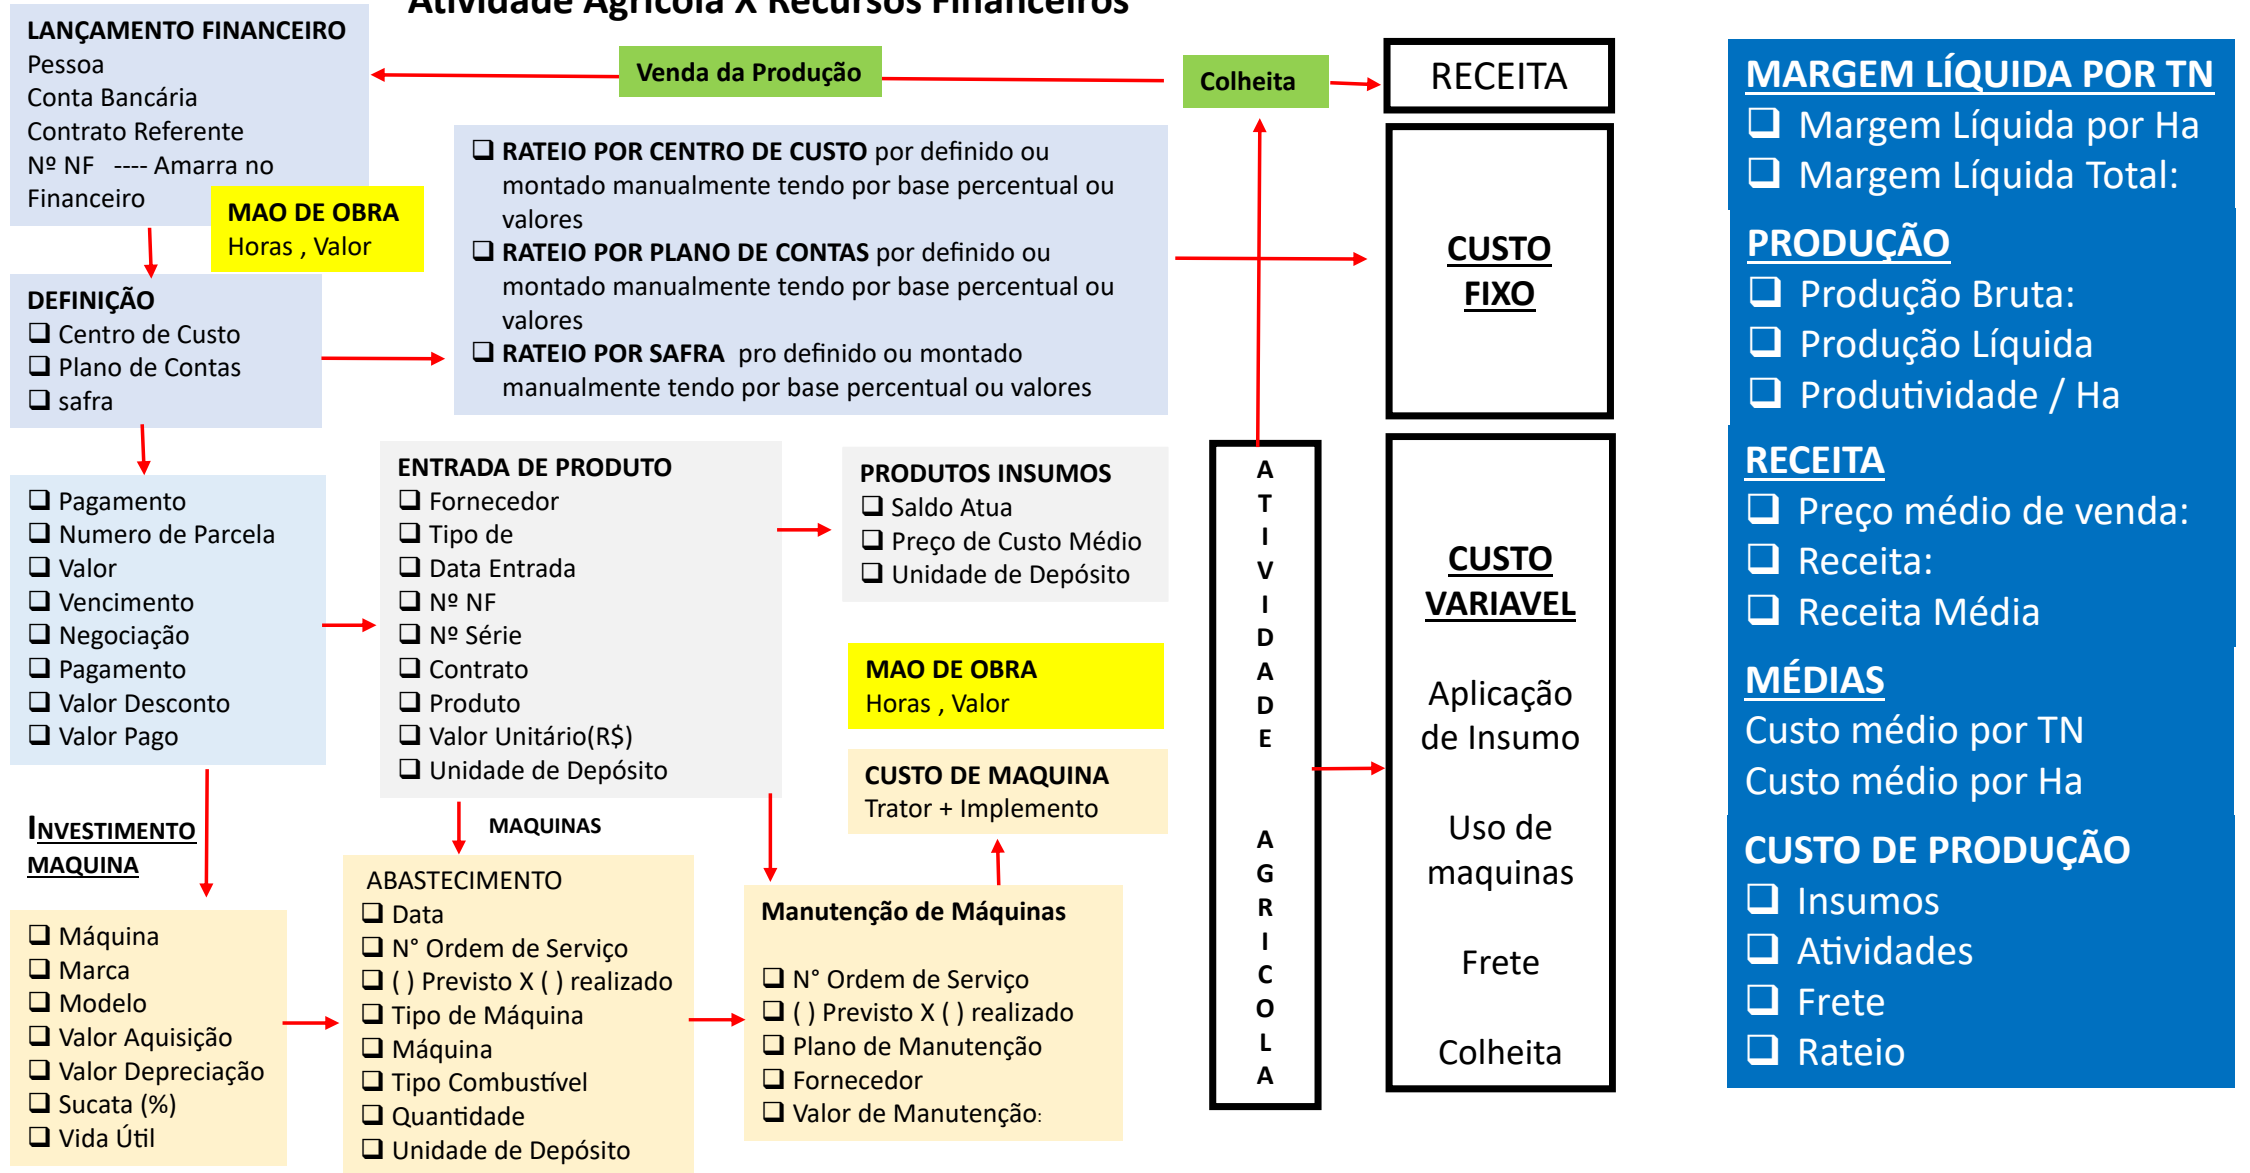 Atividade Agrícola X Recursos Financeiros
LANÇAMENTO FINANCEIRO
Pessoa
Conta Bancária
Contrato Referente
Nº NF ---- Amarra no
Financeiro
MAO DE OBRA
Horas , Valor
Venda da Produção
Colheita
RECEITA
DEFINIÇÃO
❑ Centro de Custo
❑ Plano de Contas
❑ safra
❑ RATEIO POR CENTRO DE CUSTO por definido ou
montado manualmente tendo por base percentual ou
valores
❑ RATEIO POR PLANO DE CONTAS por definido ou
montado manualmente tendo por base percentual ou
valores
❑ RATEIO POR SAFRA pro definido ou montado
manualmente tendo por base percentual ou valores
CUSTO
FIXO
❑ Pagamento
❑ Numero de Parcela
❑ Valor
❑ Vencimento
❑ Negociação
❑ Pagamento
❑ Valor Desconto
❑ Valor Pago
ENTRADA DE PRODUTO
❑ Fornecedor
❑ Tipo de
❑ Data Entrada
❑ Nº NF
❑ Nº Série
❑ Contrato
❑ Produto
❑ Valor Unitário(R$)
❑ Unidade de Depósito
PRODUTOS INSUMOS
❑ Saldo Atua
❑ Preço de Custo Médio
❑ Unidade de Depósito
MAO DE OBRA
Horas , Valor
CUSTO DE MAQUINA
Trator + Implemento
INVESTIMENTO
MAQUINA
MAQUINAS
❑ Máquina
❑ Marca
❑ Modelo
❑ Valor Aquisição
❑ Valor Depreciação
❑ Sucata (%)
❑ Vida Útil
ABASTECIMENTO
❑ Data
❑ N° Ordem de Serviço
❑ ( ) Previsto X ( ) realizado
❑ Tipo de Máquina
❑ Máquina
❑ Tipo Combustível
❑ Quantidade
❑ Unidade de Depósito
Manutenção de Máquinas
❑ N° Ordem de Serviço
❑ ( ) Previsto X ( ) realizado
❑ Plano de Manutenção
❑ Fornecedor
❑ Valor de Manutenção:
A
T
I
V
I
D
A
D
E
A
G
R
I
C
O
L
A
CUSTO
VARIAVEL
Aplicação
de Insumo
Uso de
maquinas
Frete
Colheita
MARGEM LÍQUIDA POR TN
❑ Margem Líquida por Ha
❑ Margem Líquida Total:
PRODUÇÃO
❑ Produção Bruta:
❑ Produção Líquida
❑ Produtividade / Ha
RECEITA
❑ Preço médio de venda:
❑ Receita:
❑ Receita Média
MÉDIAS
Custo médio por TN
Custo médio por Ha
CUSTO DE PRODUÇÃO
❑ Insumos
❑ Atividades
❑ Frete
❑ Rateio